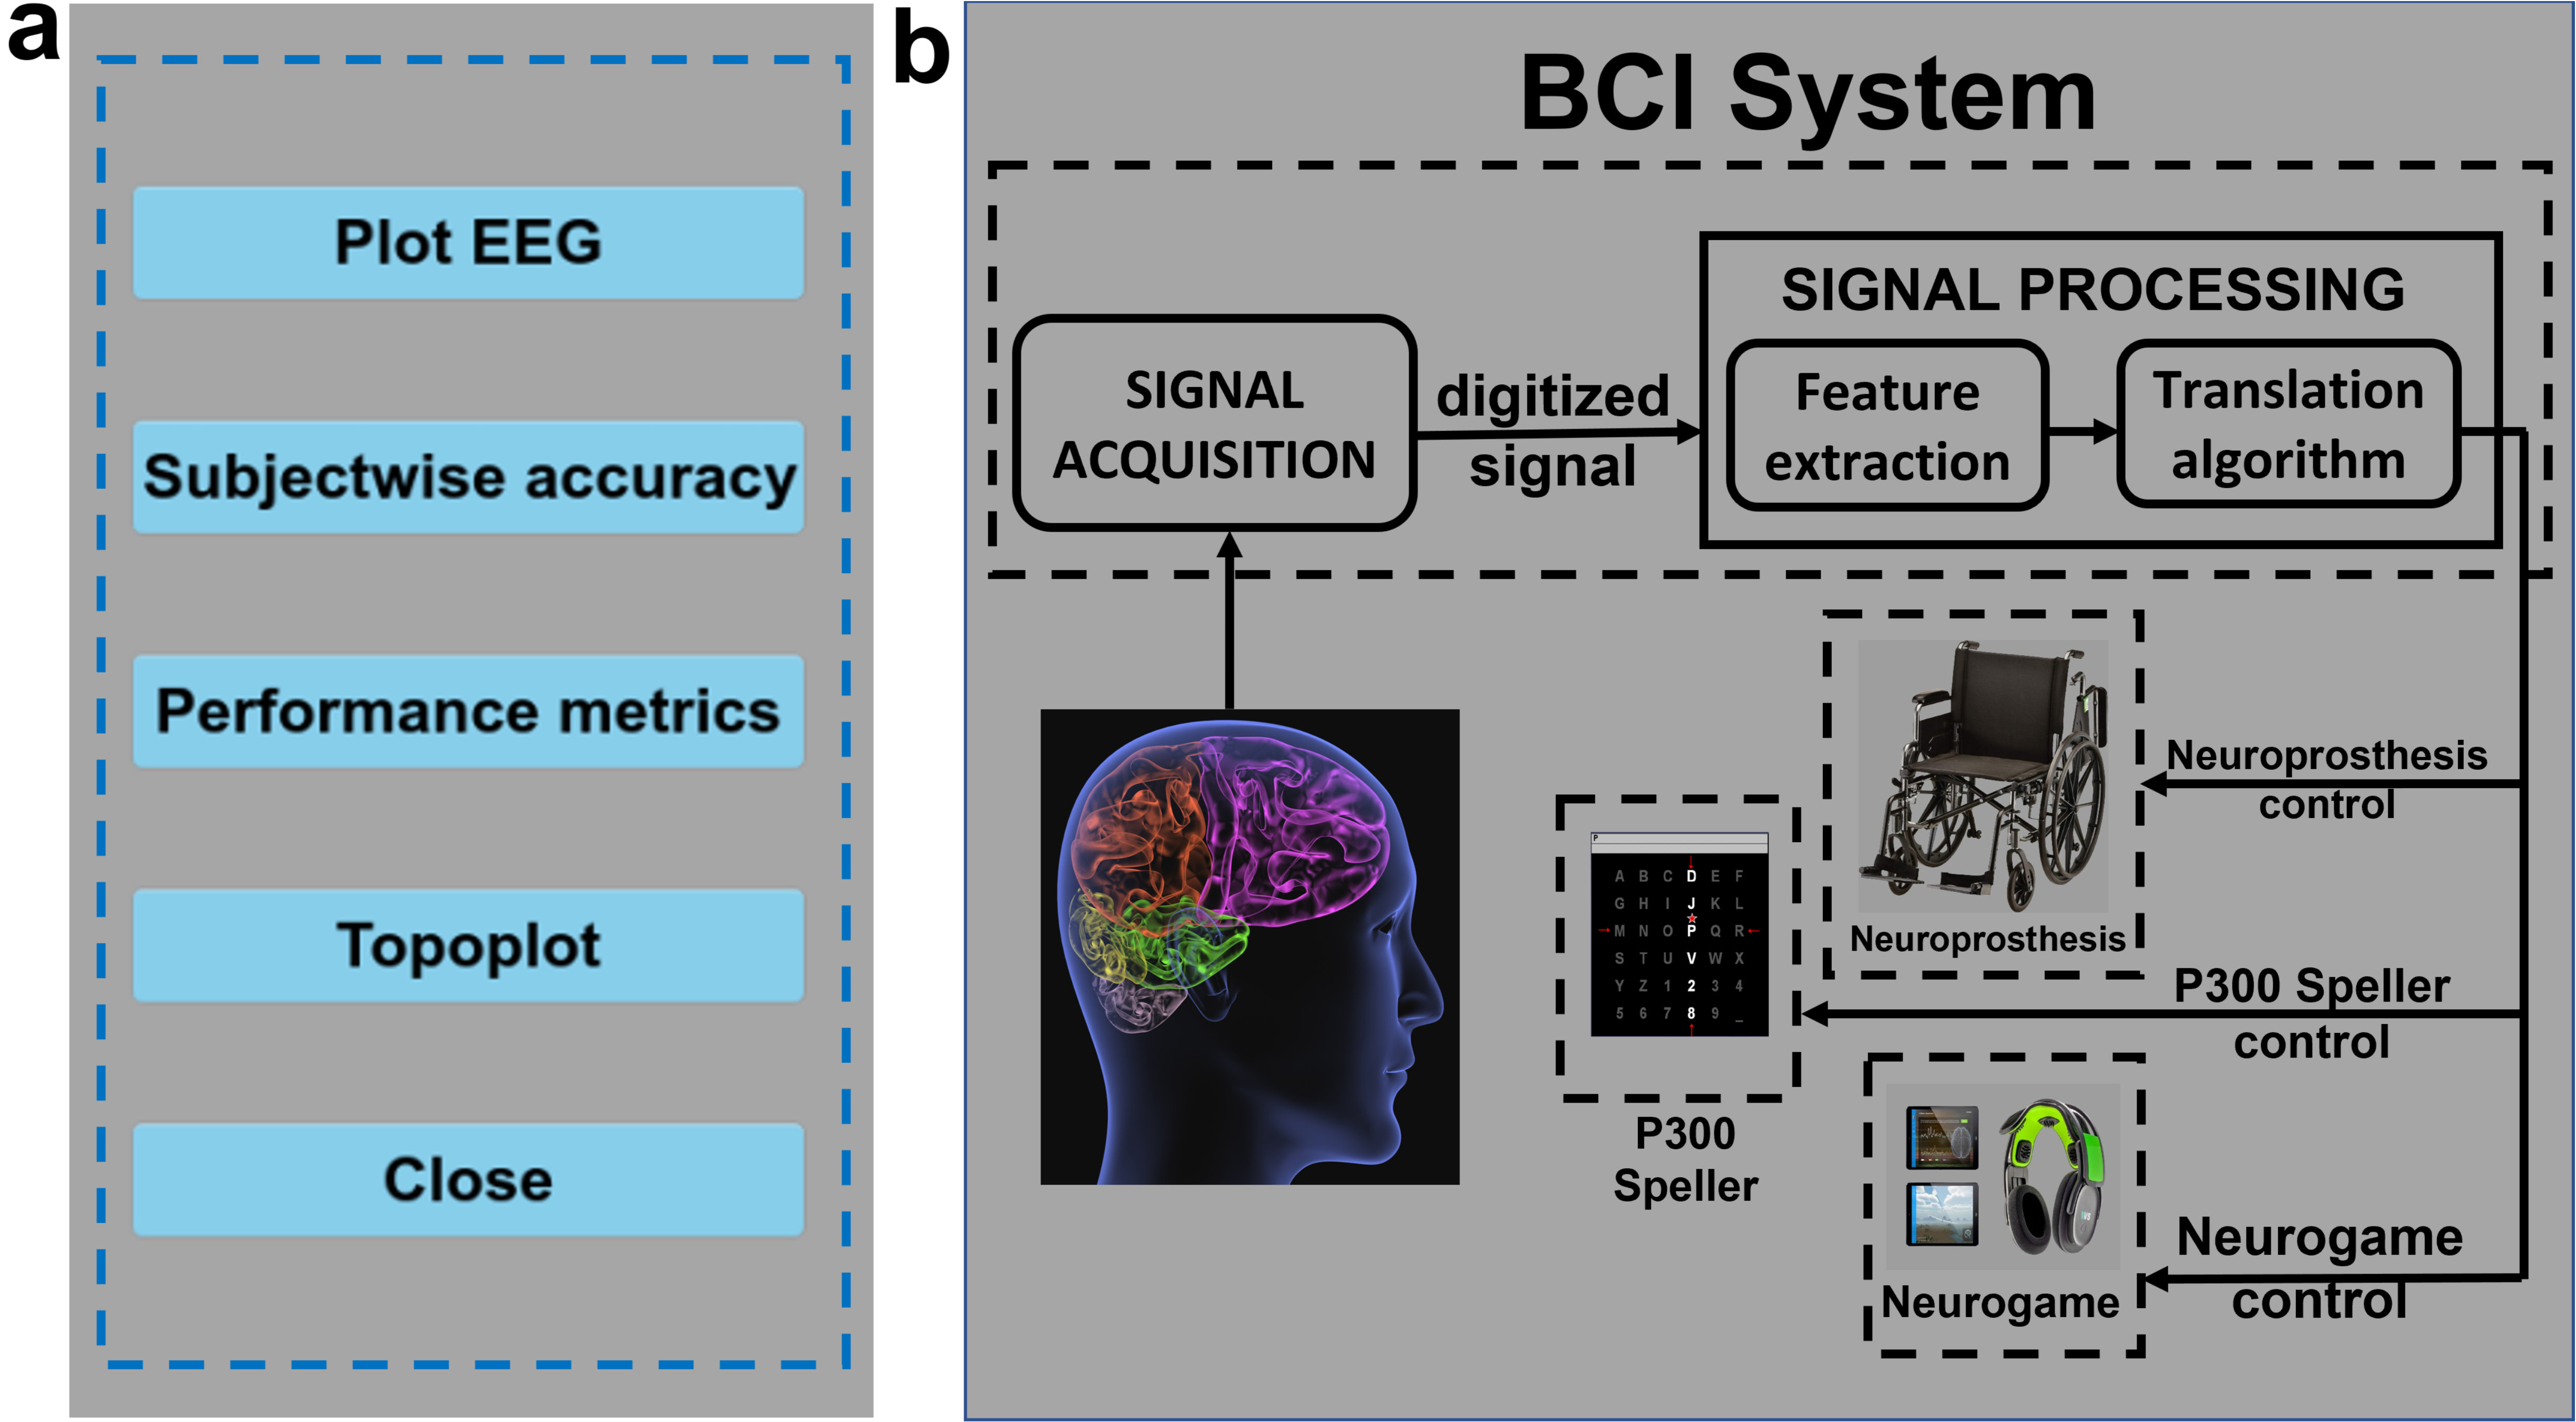 a
Plot EEG
Subjectwise accuracy
Performance metrics
Topoplot
Close
b
BCI System
SIGNAL
ACQUISITION
digitized
signal
SIGNAL PROCESSING
Feature
extraction
Translation
algorithm
Neuroprosthesis
Neuroprosthesis
control
P
A B C D E F
G H I J K L
M N O P Q R
S T U V W X
Y Z 1 2 3 4
5 6 7 8 9 _
P300
Speller
P300 Speller
control
Neurogame
Neurogame
control